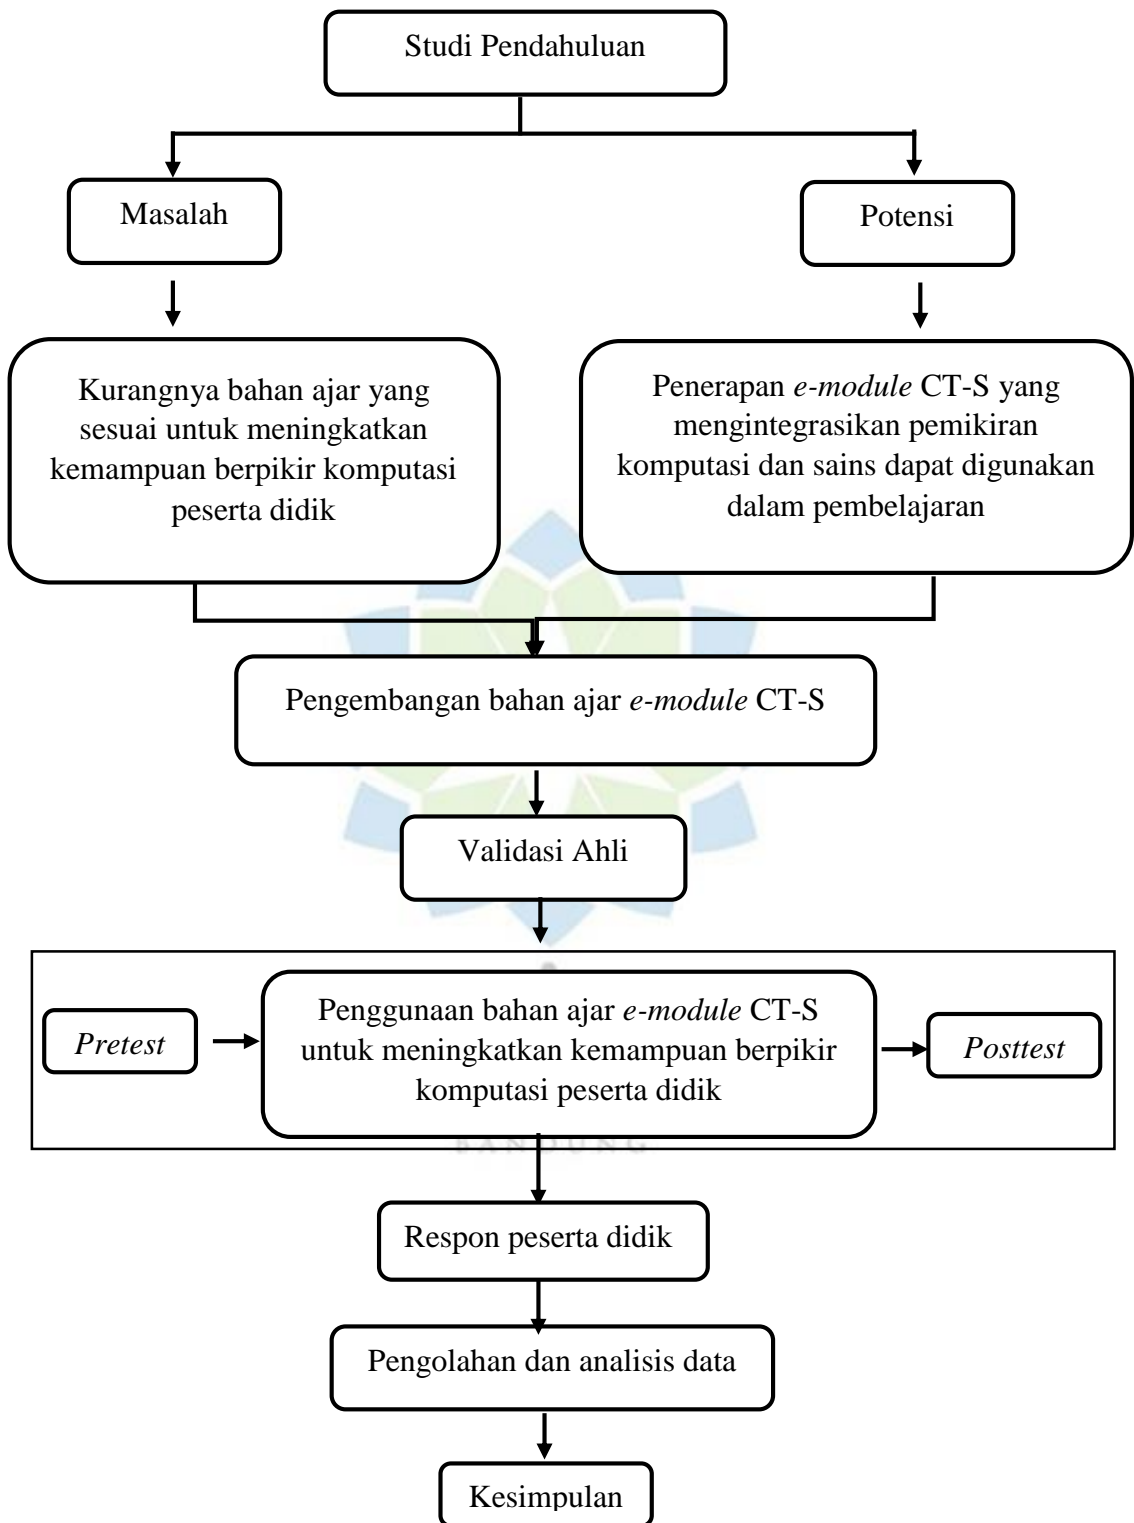 Studi Pendahuluan
Masalah
Potensi
Kurangnya bahan ajar yang
sesuai untuk meningkatkan
kemampuan berpikir komputasi
peserta didik
Penerapan e-module CT-S yang
mengintegrasikan pemikiran
komputasi dan sains dapat digunakan
dalam pembelajaran
Pengembangan bahan ajar e-module CT-S
Validasi Ahli
Pretest
Penggunaan bahan ajar e-module CT-S
untuk meningkatkan kemampuan berpikir
komputasi peserta didik
Posttest
BANDUNG
Respon peserta didik
Pengolahan dan analisis data
Kesimpulan